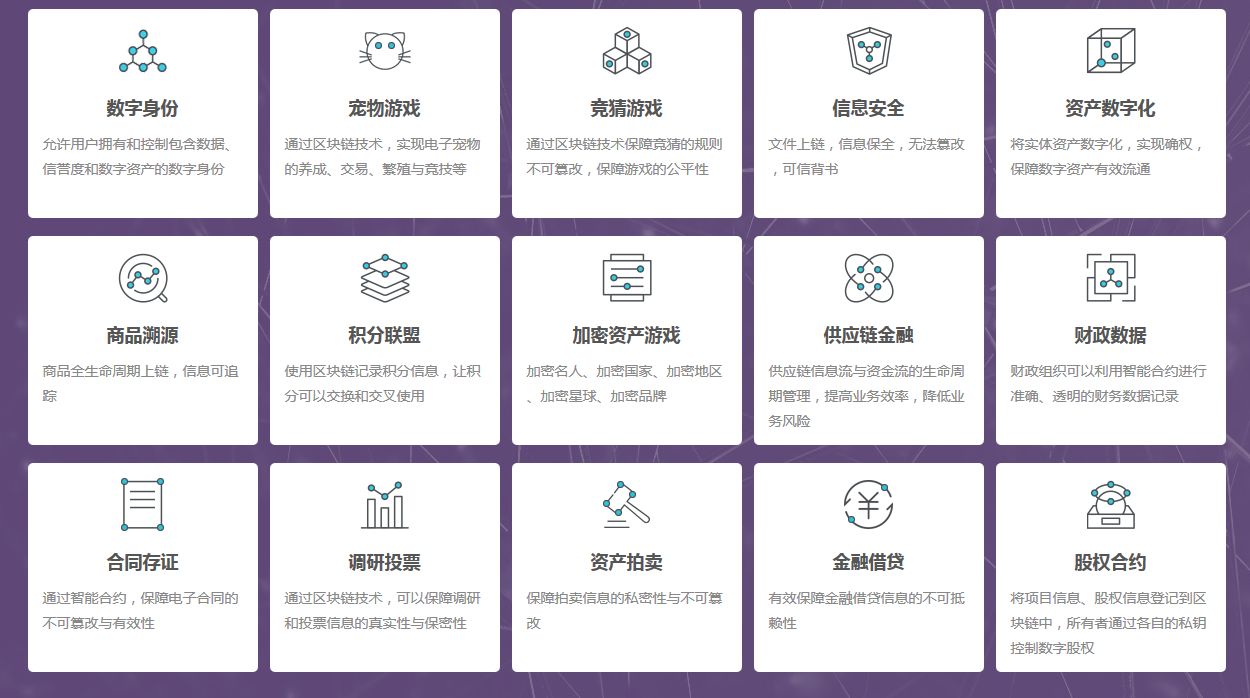 数字身份
允许用户拥有和控制包含数据、
信誉度和数字资产的数字身份
宠物游戏
通过区块链技术，实现电子宠物
的养成、交易、繁殖与竞技等
竞猜游戏
通过区块链技术保障竞猜的规则
不可篡改，保障游戏的公平性
信息安全
文件上链，信息保全，无法篡改
，可信背书
资产数字化
将实体资产数字化，实现确权，
保障数字资产有效流通
商品溯源
商品全生命周期上链，信息可追
踪
积分联盟
使用区块链记录积分信息，让积
分可以交换和交叉使用
加密资产游戏
加密名人、加密国家、加密地区
、加密星球、加密品牌
供应链金融
供应链信息流与资金流的生命周
期管理，提高业务效率，降低业
务风险
财政数据
财政组织可以利用智能合约进行
准确、透明的财务数据记录
合同存证
通过智能合约，保障电子合同的
不可篡改与有效性
调研投票
通过区块链技术，可以保障调研
和投票信息的真实性与保密性
资产拍卖
保障拍卖信息的私密性与不可篡
改
金融借贷
有效保障金融借贷信息的不可抵
赖性
股权合约
将项目信息、股权信息登记到区
块链中，所有者通过各自的私钥
控制数字股权